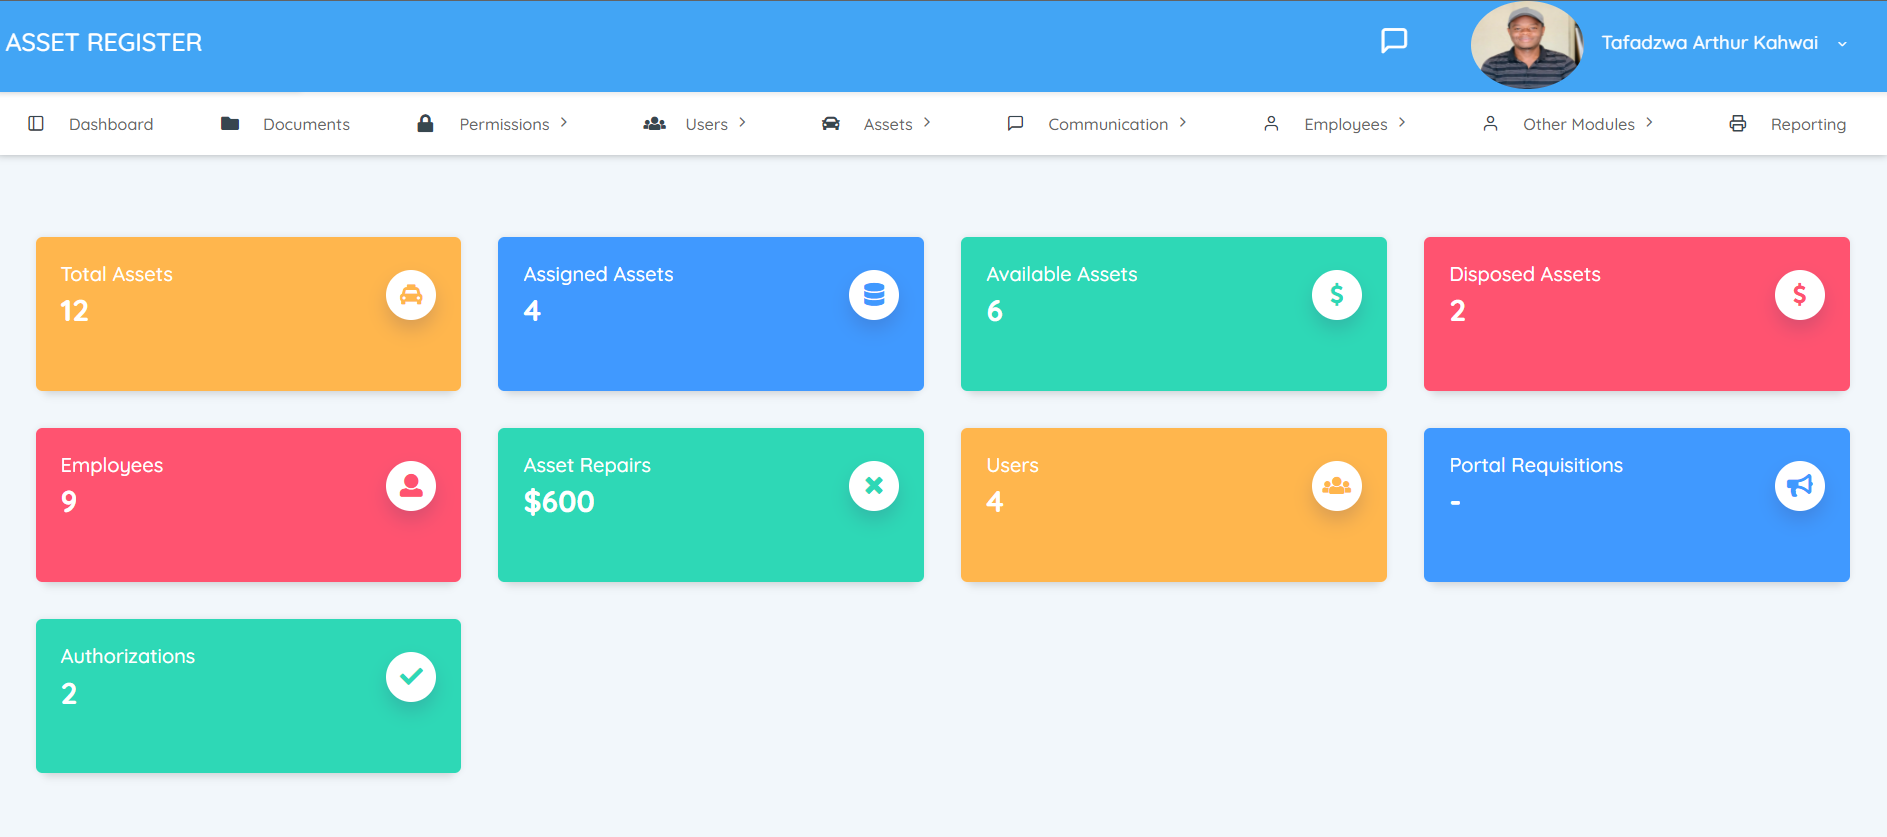 ASSET REGISTER
Tafadzwa Arthur Kahwai
Dashboard Documents Permissions Users Assets Communication Employees Other Modules Reporting
Total Assets
12
Assigned Assets
4
Available Assets
6
Disposed Assets
2
Employees
9
Asset Repairs
$600
Users
4
Portal Requisitions
-
Authorizations
2